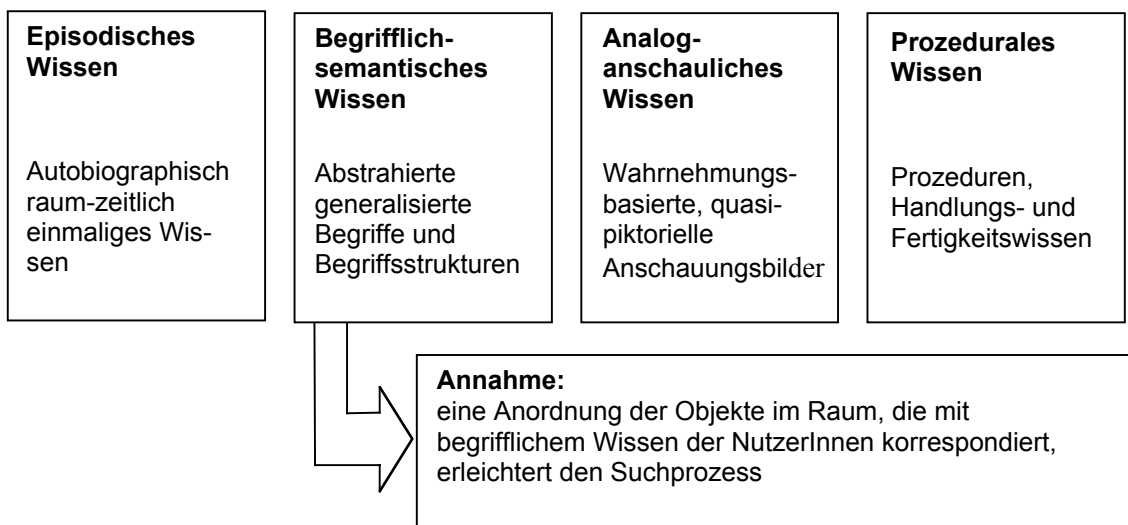 Episodisches
Wissen
Autobiographisch
raum-zeitlich
einmaliges Wis-
sen
Begrifflich-
semantisches
Wissen
Abstrahierte
generalisierte
Begriffe und
Begriffsstrukturen
Analog-
anschauliches
Wissen
Wahrnehmungs-
basierte, quasi-
piktorielle
Anschauungsbilder
Prozedurales
Wissen
Prozeduren,
Handlungs- und
Fertigkeitswissen
Annahme:
eine Anordnung der Objekte im Raum, die mit
begrifflichem Wissen der NutzerInnen korrespondiert,
erleichtert den Suchprozess